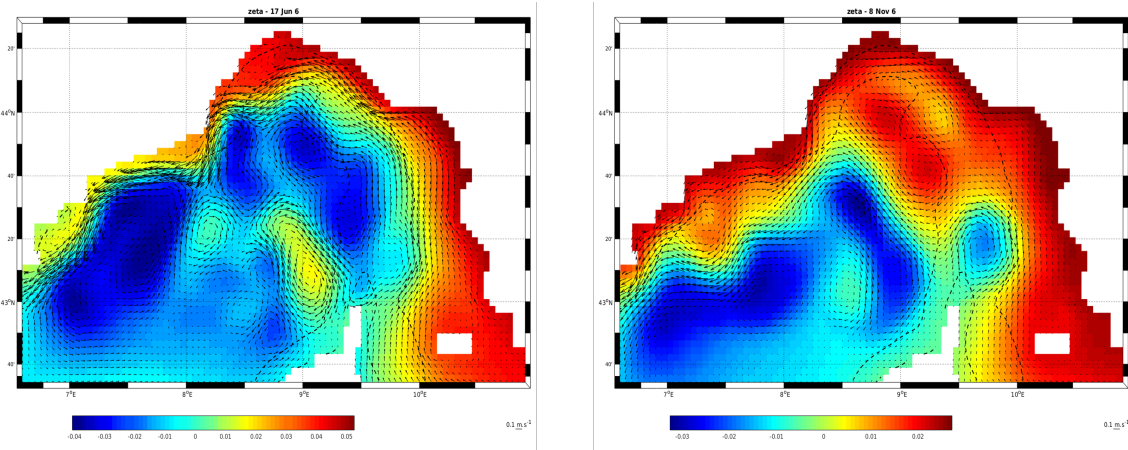 zeta - 17 Jun 6
20'
44°N
40'
20'
43°N
40'
7°E
8°E
9°E
10°E
-0.04 -0.03 -0.02 -0.01 0 0.01 0.02 0.03 0.04 0.05
0.1 m.s⁻¹
zeta - 8 Nov 6
20'
44°N
40'
20'
43°N
40'
7°E
8°E
9°E
10°E
-0.03 -0.02 -0.01 0 0.01 0.02
0.1 m.s⁻¹